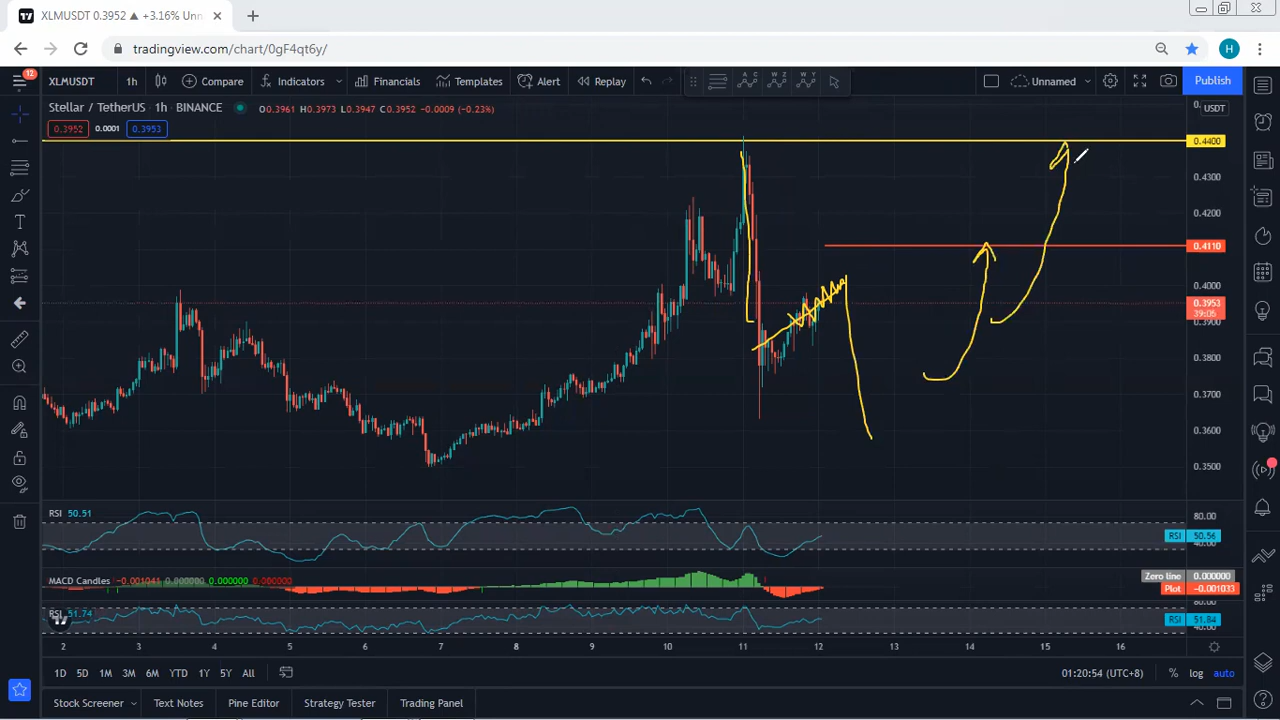 XLMUSDT 0.3952 ▲ +3.16% Unn
tradingview.com/chart/0gF4qt6y/
H
12
XLMUSDT 1h Compare Indicators Financials Templates Alert Replay Unnamed Publish
Stellar / TetherUS · 1h · BINANCE O0.3961 H0.3973 L0.3947 C0.3952 -0.0009 (-0.23%)
USDT
0.3952 0.0001 0.3953
0.4400
0.4300
0.4200
0.4110
0.4000
0.3953
39:05
0.3900
0.3800
0.3700
0.3600
0.3500
RSI 50.51
80.00
RSI 50.56
MACD Candles -0.001041 0.000000 0.000000 0.000000
Zero line 0.000000
Plot -0.001033
RSI 51.74
RSI 51.84
2 3 4 5 6 7 8 9 10 11 12 13 14 15 16
1D 5D 1M 3M 6M YTD 1Y 5Y All 01:20:54 (UTC+8) % log auto
Stock Screener Text Notes Pine Editor Strategy Tester Trading Panel